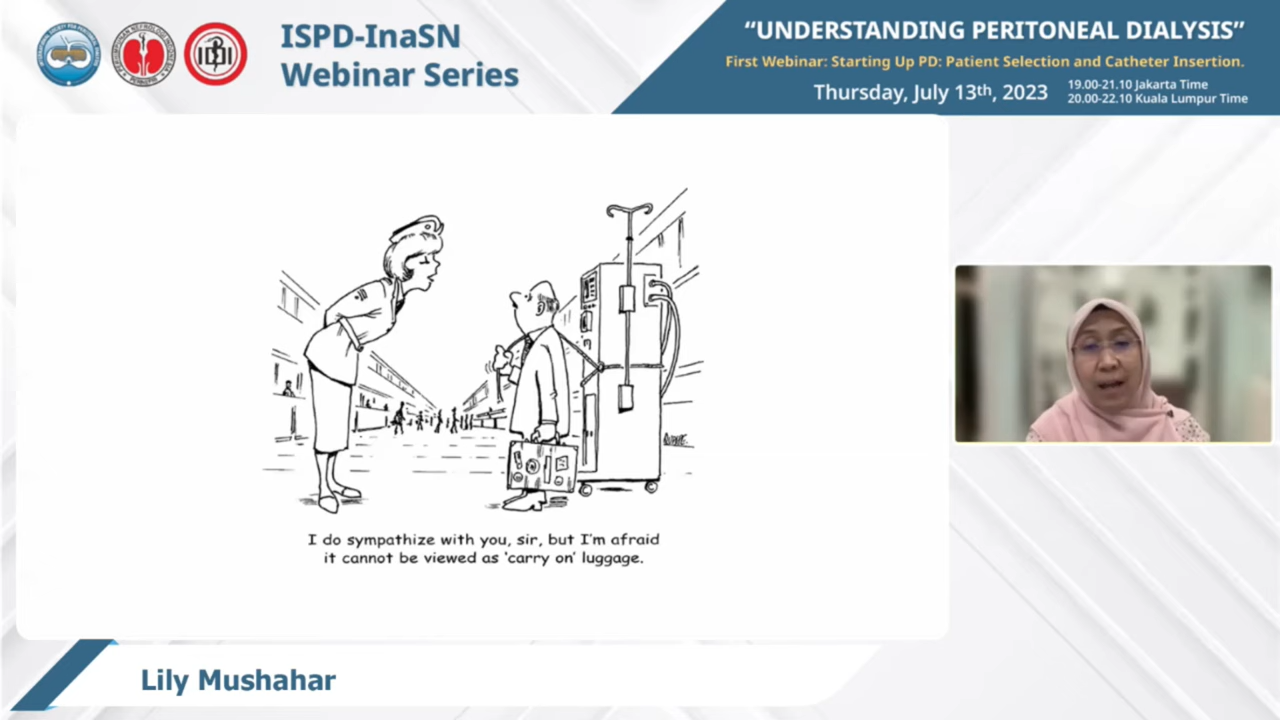 ISPD-InaSN
Webinar Series
"UNDERSTANDING PERITONEAL DIALYSIS"
First Webinar: Starting Up PD: Patient Selection and Catheter Insertion.
Thursday, July 13th, 2023
19.00-21.10 Jakarta Time
20.00-22.10 Kuala Lumpur Time
I do sympathize with you, sir, but I'm afraid
it cannot be viewed as 'carry on' luggage.
Lily Mushahar